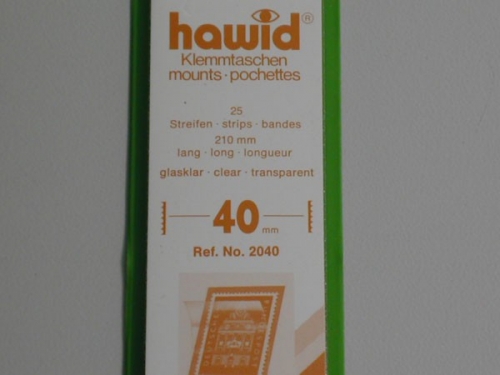 hawid®
Klemmtaschen
mounts · pochettes
25
Streifen · strips · bandes
210 mm
lang · long · longueur
glasklar · clear · transparent
40 mm
Ref. No. 2040
DEUTSCHE